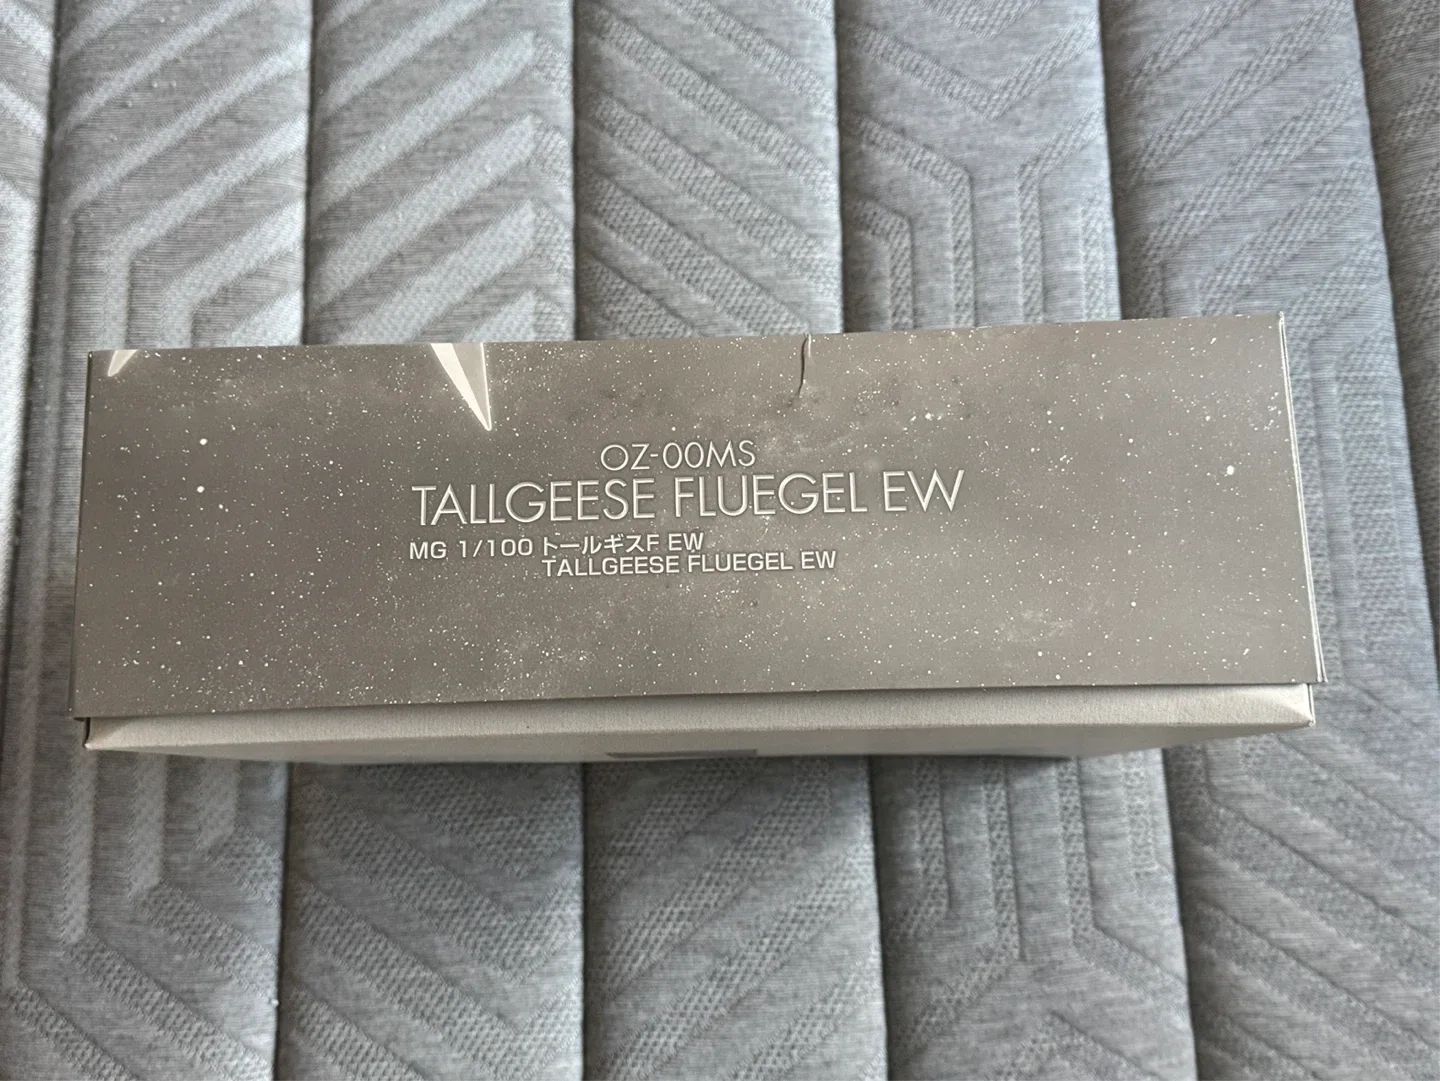 OZ-00MS
TALLGEESE FLUEGEL EW
MG 1/100 トールギスF EW
TALLGEESE FLUEGEL EW